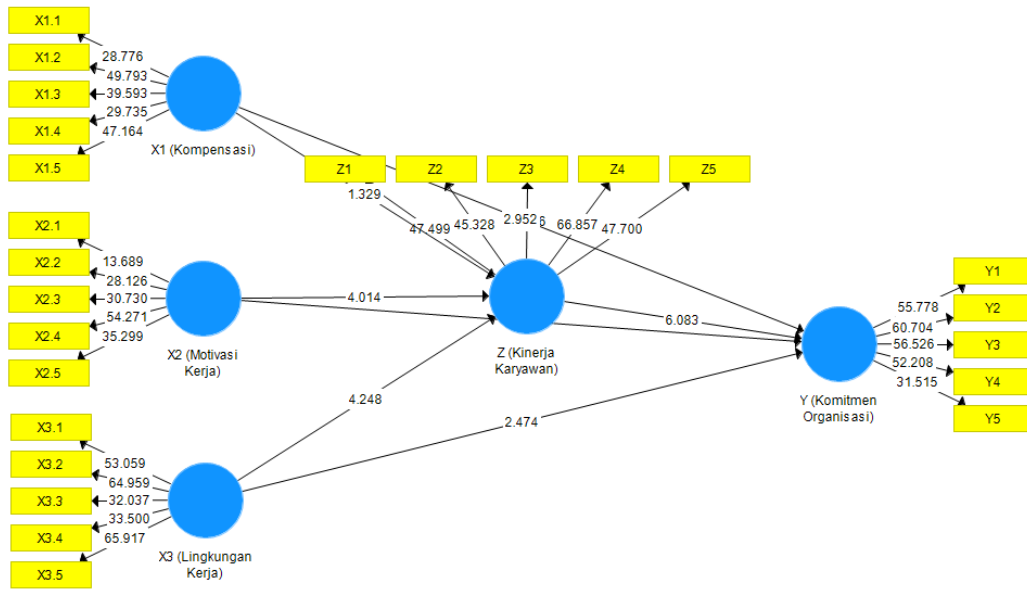 X1.1
X1.2
X1.3
X1.4
X1.5
28.776
49.793
39.593
29.735
47.164
X1 (Kompensasi)
Z1
Z2
Z3
Z4
Z5
1.329
47.499
45.328
2.952
66.857
47.700
X2.1
X2.2
X2.3
X2.4
X2.5
13.689
28.126
30.730
54.271
35.299
X2 (Motivasi
Kerja)
4.014
Z (Kinerja
Karyawan)
6.083
Y1
Y2
Y3
Y4
Y5
55.778
60.704
56.526
52.208
31.515
Y (Komitmen
Organisasi)
4.248
2.474
X3.1
X3.2
X3.3
X3.4
X3.5
53.059
64.959
32.037
33.500
65.917
X3 (Lingkungan
Kerja)